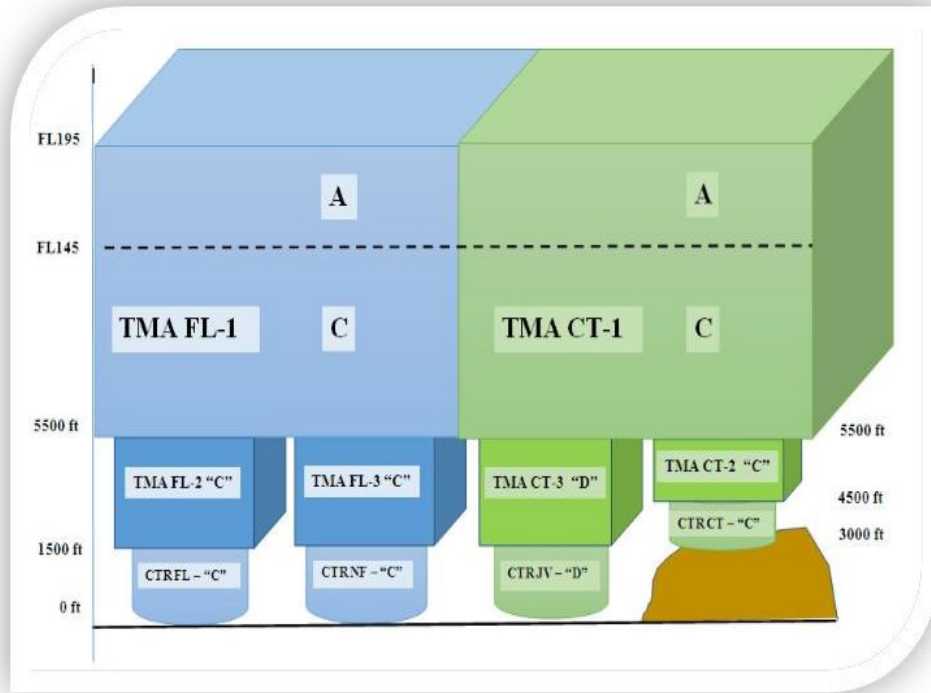 FL195
A
A
FL145
TMA FL-1
C
TMA CT-1
C
5500 ft
5500 ft
TMA FL-2 “C”
TMA FL-3 “C”
TMA CT-3 “D”
TMA CT-2 “C”
4500 ft
CTRCT – “C”
3000 ft
1500 ft
CTRFL – “C”
CTRNF – “C”
CTRJV – “D”
0 ft